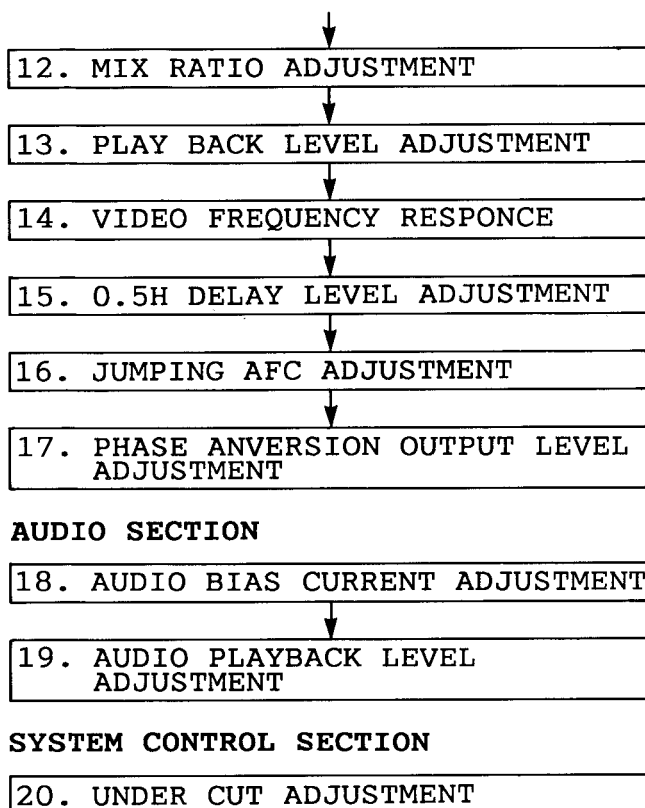 12. MIX RATIO ADJUSTMENT
13. PLAY BACK LEVEL ADJUSTMENT
14. VIDEO FREQUENCY RESPONCE
15. 0.5H DELAY LEVEL ADJUSTMENT
16. JUMPING AFC ADJUSTMENT
17. PHASE ANVERSION OUTPUT LEVEL
ADJUSTMENT
AUDIO SECTION
18. AUDIO BIAS CURRENT ADJUSTMENT
19. AUDIO PLAYBACK LEVEL
ADJUSTMENT
SYSTEM CONTROL SECTION
20. UNDER CUT ADJUSTMENT